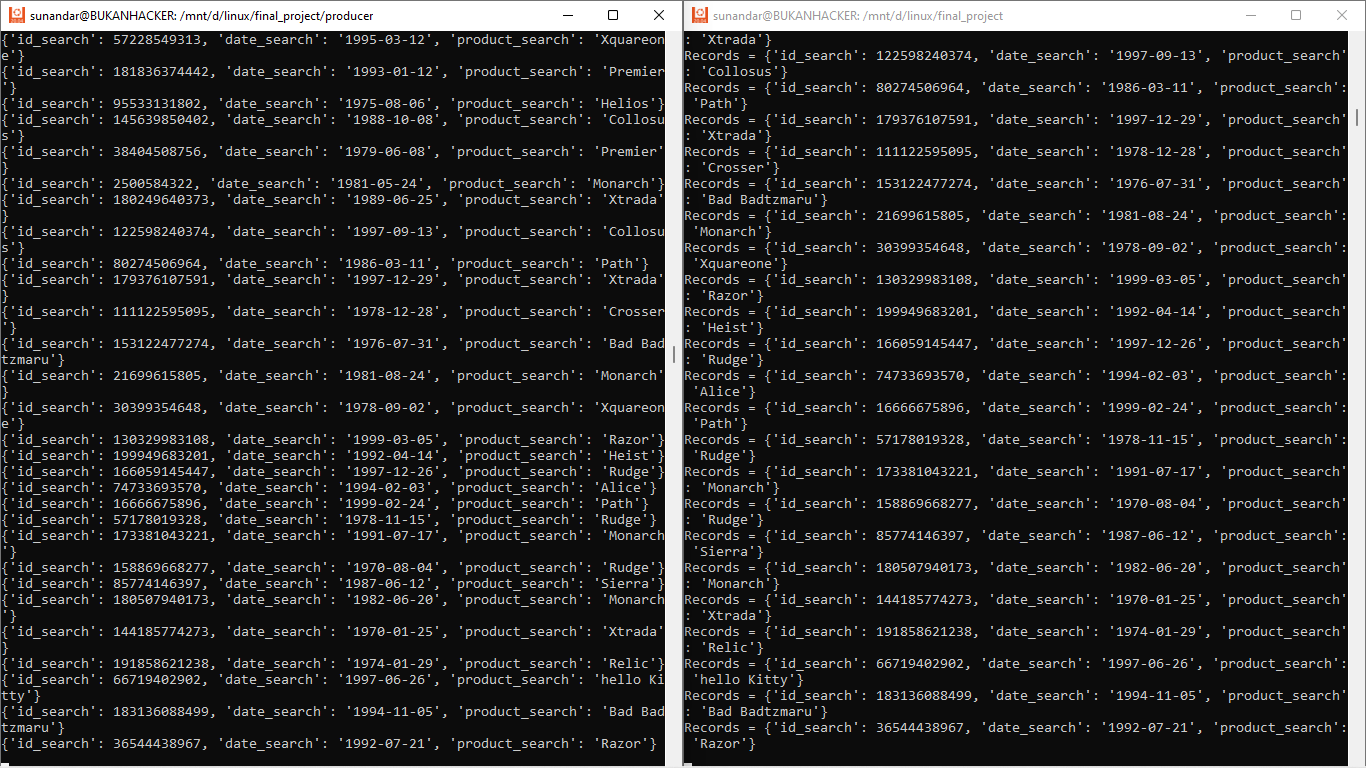 sunandar@BUKANHACKER: /mnt/d/linux/final_project/producer
{'id_search': 57228549313, 'date_search': '1995-03-12', 'product_search': 'Xquareon
e'}
{'id_search': 181836374442, 'date_search': '1993-01-12', 'product_search': 'Premier
'}
{'id_search': 95533131802, 'date_search': '1975-08-06', 'product_search': 'Helios'}
{'id_search': 145639850402, 'date_search': '1988-10-08', 'product_search': 'Collosu
s'}
{'id_search': 38404508756, 'date_search': '1979-06-08', 'product_search': 'Premier'
}
{'id_search': 2500584322, 'date_search': '1981-05-24', 'product_search': 'Monarch'}
{'id_search': 180249640373, 'date_search': '1989-06-25', 'product_search': 'Xtrada'
}
{'id_search': 122598240374, 'date_search': '1997-09-13', 'product_search': 'Collosu
s'}
{'id_search': 80274506964, 'date_search': '1986-03-11', 'product_search': 'Path'}
{'id_search': 179376107591, 'date_search': '1997-12-29', 'product_search': 'Xtrada'
}
{'id_search': 111122595095, 'date_search': '1978-12-28', 'product_search': 'Crosser
'}
{'id_search': 153122477274, 'date_search': '1976-07-31', 'product_search': 'Bad Bad
tzmaru'}
{'id_search': 21699615805, 'date_search': '1981-08-24', 'product_search': 'Monarch'
}
{'id_search': 30399354648, 'date_search': '1978-09-02', 'product_search': 'Xquareon
e'}
{'id_search': 130329983108, 'date_search': '1999-03-05', 'product_search': 'Razor'}
{'id_search': 199949683201, 'date_search': '1992-04-14', 'product_search': 'Heist'}
{'id_search': 166059145447, 'date_search': '1997-12-26', 'product_search': 'Rudge'}
{'id_search': 74733693570, 'date_search': '1994-02-03', 'product_search': 'Alice'}
{'id_search': 16666675896, 'date_search': '1999-02-24', 'product_search': 'Path'}
{'id_search': 57178019328, 'date_search': '1978-11-15', 'product_search': 'Rudge'}
{'id_search': 173381043221, 'date_search': '1991-07-17', 'product_search': 'Monarch
'}
{'id_search': 158869668277, 'date_search': '1970-08-04', 'product_search': 'Rudge'}
{'id_search': 85774146397, 'date_search': '1987-06-12', 'product_search': 'Sierra'}
{'id_search': 180507940173, 'date_search': '1982-06-20', 'product_search': 'Monarch
'}
{'id_search': 144185774273, 'date_search': '1970-01-25', 'product_search': 'Xtrada'
}
{'id_search': 191858621238, 'date_search': '1974-01-29', 'product_search': 'Relic'}
{'id_search': 66719402902, 'date_search': '1997-06-26', 'product_search': 'hello Ki
tty'}
{'id_search': 183136088499, 'date_search': '1994-11-05', 'product_search': 'Bad Bad
tzmaru'}
{'id_search': 36544438967, 'date_search': '1992-07-21', 'product_search': 'Razor'}
sunandar@BUKANHACKER: /mnt/d/linux/final_project
: 'Xtrada'}
Records = {'id_search': 122598240374, 'date_search': '1997-09-13', 'product_search'
: 'Collosus'}
Records = {'id_search': 80274506964, 'date_search': '1986-03-11', 'product_search':
 'Path'}
Records = {'id_search': 179376107591, 'date_search': '1997-12-29', 'product_search'
: 'Xtrada'}
Records = {'id_search': 111122595095, 'date_search': '1978-12-28', 'product_search'
: 'Crosser'}
Records = {'id_search': 153122477274, 'date_search': '1976-07-31', 'product_search'
: 'Bad Badtzmaru'}
Records = {'id_search': 21699615805, 'date_search': '1981-08-24', 'product_search':
 'Monarch'}
Records = {'id_search': 30399354648, 'date_search': '1978-09-02', 'product_search':
 'Xquareone'}
Records = {'id_search': 130329983108, 'date_search': '1999-03-05', 'product_search'
: 'Razor'}
Records = {'id_search': 199949683201, 'date_search': '1992-04-14', 'product_search'
: 'Heist'}
Records = {'id_search': 166059145447, 'date_search': '1997-12-26', 'product_search'
: 'Rudge'}
Records = {'id_search': 74733693570, 'date_search': '1994-02-03', 'product_search':
 'Alice'}
Records = {'id_search': 16666675896, 'date_search': '1999-02-24', 'product_search':
 'Path'}
Records = {'id_search': 57178019328, 'date_search': '1978-11-15', 'product_search':
 'Rudge'}
Records = {'id_search': 173381043221, 'date_search': '1991-07-17', 'product_search'
: 'Monarch'}
Records = {'id_search': 158869668277, 'date_search': '1970-08-04', 'product_search'
: 'Rudge'}
Records = {'id_search': 85774146397, 'date_search': '1987-06-12', 'product_search':
 'Sierra'}
Records = {'id_search': 180507940173, 'date_search': '1982-06-20', 'product_search'
: 'Monarch'}
Records = {'id_search': 144185774273, 'date_search': '1970-01-25', 'product_search'
: 'Xtrada'}
Records = {'id_search': 191858621238, 'date_search': '1974-01-29', 'product_search'
: 'Relic'}
Records = {'id_search': 66719402902, 'date_search': '1997-06-26', 'product_search':
 'hello Kitty'}
Records = {'id_search': 183136088499, 'date_search': '1994-11-05', 'product_search'
: 'Bad Badtzmaru'}
Records = {'id_search': 36544438967, 'date_search': '1992-07-21', 'product_search':
 'Razor'}